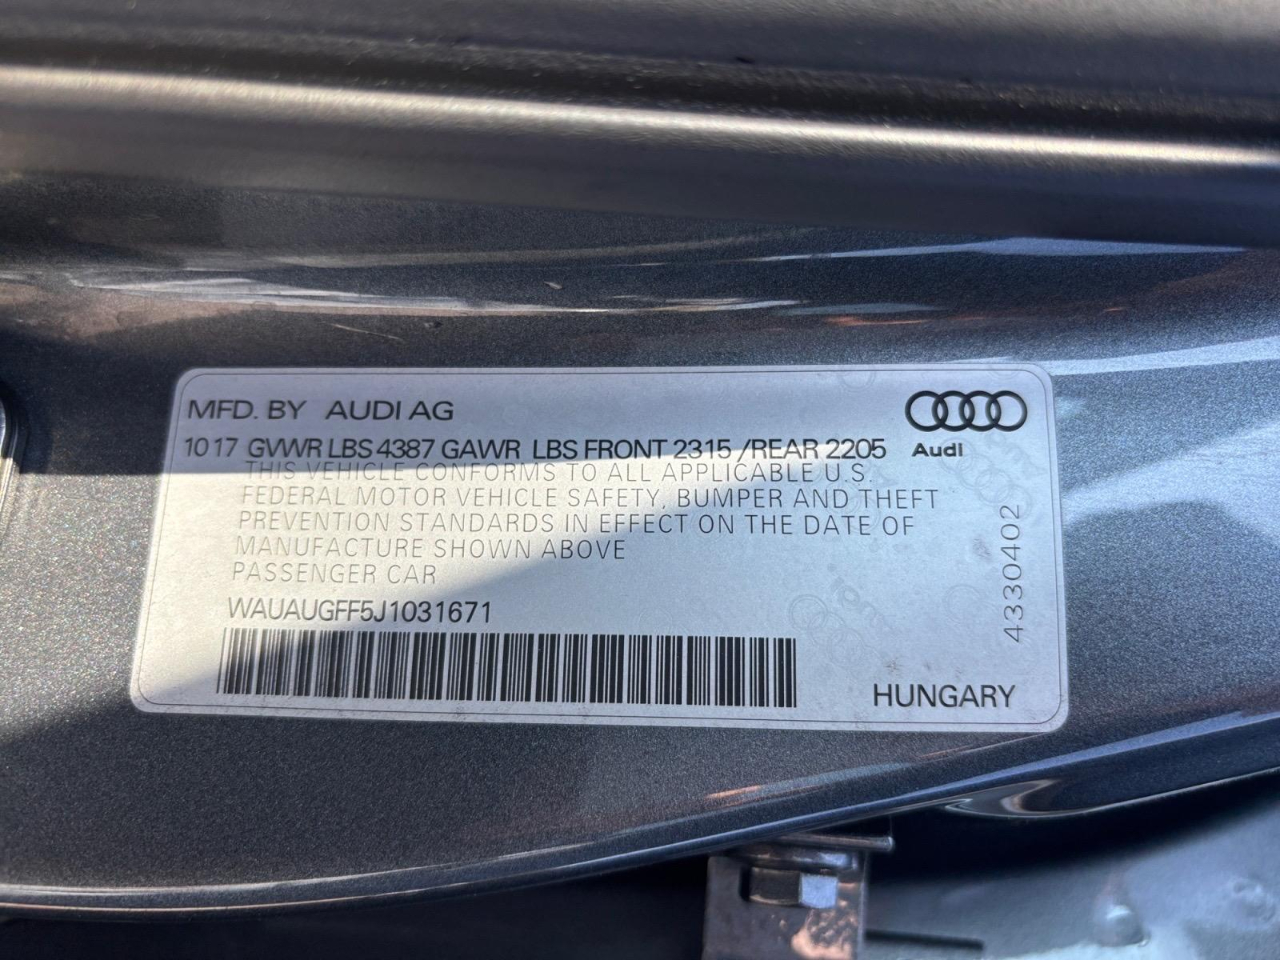 MFD. BY AUDI AG
10 17 GVWR LBS 4387 GAWR LBS FRONT 2315 /REAR 2205
Audi
THIS VEHICLE CONFORMS TO ALL APPLICABLE U.S.
FEDERAL MOTOR VEHICLE SAFETY, BUMPER AND THEFT
PREVENTION STANDARDS IN EFFECT ON THE DATE OF
MANUFACTURE SHOWN ABOVE
PASSENGER CAR
WAUAUGFF5J1031671
4330402
HUNGARY